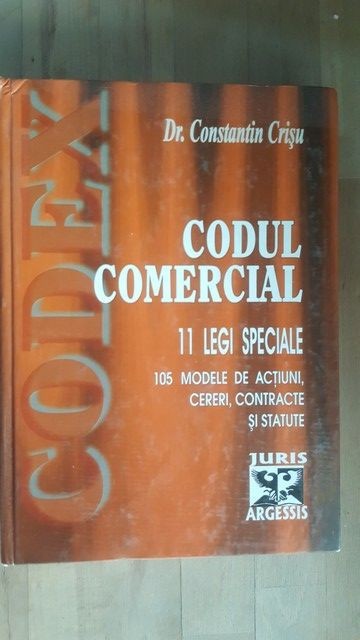 CODEX
Dr. Constantin Crișu
CODUL
COMERCIAL
11 LEGI SPECIALE
105 MODELE DE ACȚIUNI,
CERERI, CONTRACTE
ȘI STATUTE
JURIS
ARGESSIS